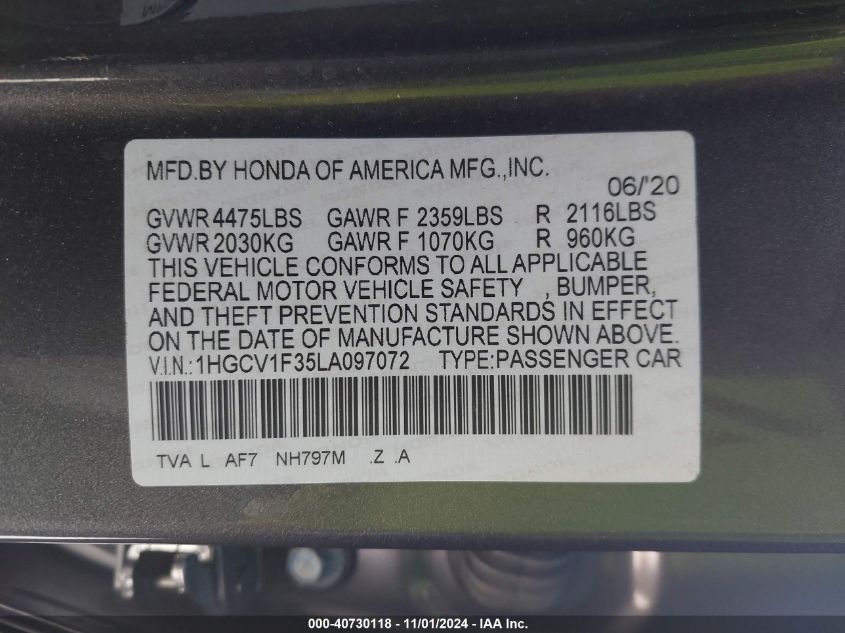 MFD.BY HONDA OF AMERICA MFG.,INC.
06/'20
GVWR 4475LBS GAWR F 2359LBS R 2116LBS
GVWR 2030KG GAWR F 1070KG R 960KG
THIS VEHICLE CONFORMS TO ALL APPLICABLE
FEDERAL MOTOR VEHICLE SAFETY , BUMPER,
AND THEFT PREVENTION STANDARDS IN EFFECT
ON THE DATE OF MANUFACTURE SHOWN ABOVE.
V.I.N.:1HGCV1F35LA097072 TYPE:PASSENGER CAR
TVA L AF7 NH797M .Z .A
000-40730118 - 11/01/2024 - IAA Inc.